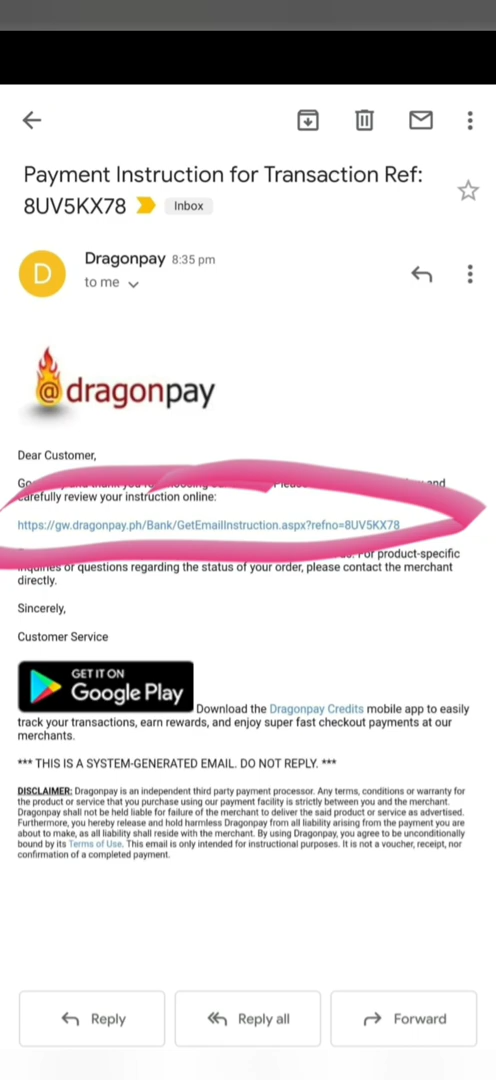 Payment Instruction for Transaction Ref:
8UV5KX78
Inbox
D
Dragonpay 8:35 pm
to me
@dragonpay
Dear Customer,
and
carefully review your instruction online:
https://gw.dragonpay.ph/Bank/GetEmailInstruction.aspx?refno=8UV5KX78
For product-specific
inquiries or questions regarding the status of your order, please contact the merchant
directly.
Sincerely,
Customer Service
GET IT ON
Google Play
Download the Dragonpay Credits mobile app to easily
track your transactions, earn rewards, and enjoy super fast checkout payments at our
merchants.
*** THIS IS A SYSTEM-GENERATED EMAIL. DO NOT REPLY. ***
DISCLAIMER: Dragonpay is an independent third party payment processor. Any terms, conditions or warranty for
the product or service that you purchase using our payment facility is strictly between you and the merchant.
Dragonpay shall not be held liable for failure of the merchant to deliver the said product or service as advertised.
Furthermore, you hereby release and hold harmless Dragonpay from all liability arising from the payment you are
about to make, as all liability shall reside with the merchant. By using Dragonpay, you agree to be unconditionally
bound by its Terms of Use. This email is only intended for instructional purposes. It is not a voucher, receipt, nor
confirmation of a completed payment.
Reply
Reply all
Forward